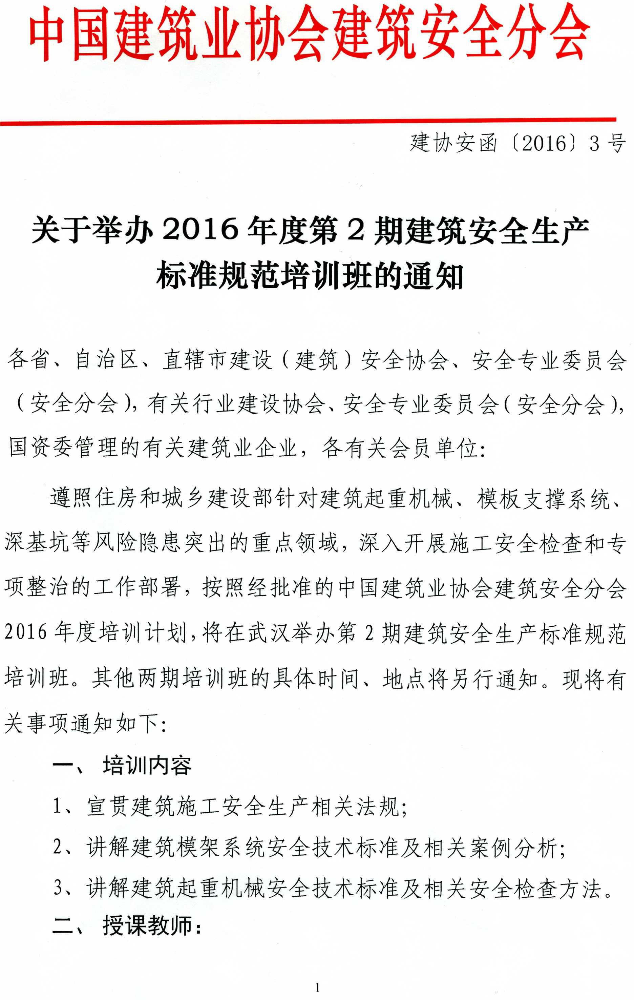 中国建筑业协会建筑安全分会
建协安函〔2016〕3号
关于举办 2016 年度第 2 期建筑安全生产
标准规范培训班的通知
各省、自治区、直辖市建设（建筑）安全协会、安全专业委员会
（安全分会），有关行业建设协会、安全专业委员会（安全分会），
国资委管理的有关建筑业企业，各有关会员单位：
遵照住房和城乡建设部针对建筑起重机械、模板支撑系统、
深基坑等风险隐患突出的重点领域，深入开展施工安全检查和专
项整治的工作部署，按照经批准的中国建筑业协会建筑安全分会
2016 年度培训计划，将在武汉举办第 2 期建筑安全生产标准规范
培训班。其他两期培训班的具体时间、地点将另行通知。现将有
关事项通知如下：
一、 培训内容
1、宣贯建筑施工安全生产相关法规；
2、讲解建筑模架系统安全技术标准及相关案例分析；
3、讲解建筑起重机械安全技术标准及相关安全检查方法。
二、 授课教师：
1